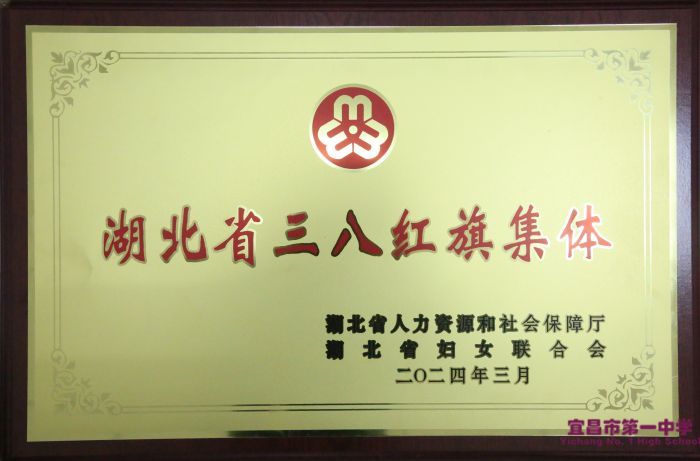 湖北省三八红旗集体
湖北省人力资源和社会保障厅
湖北省妇女联合会
二〇二四年三月
宜昌市第一中学
Yichang No. 1 High School